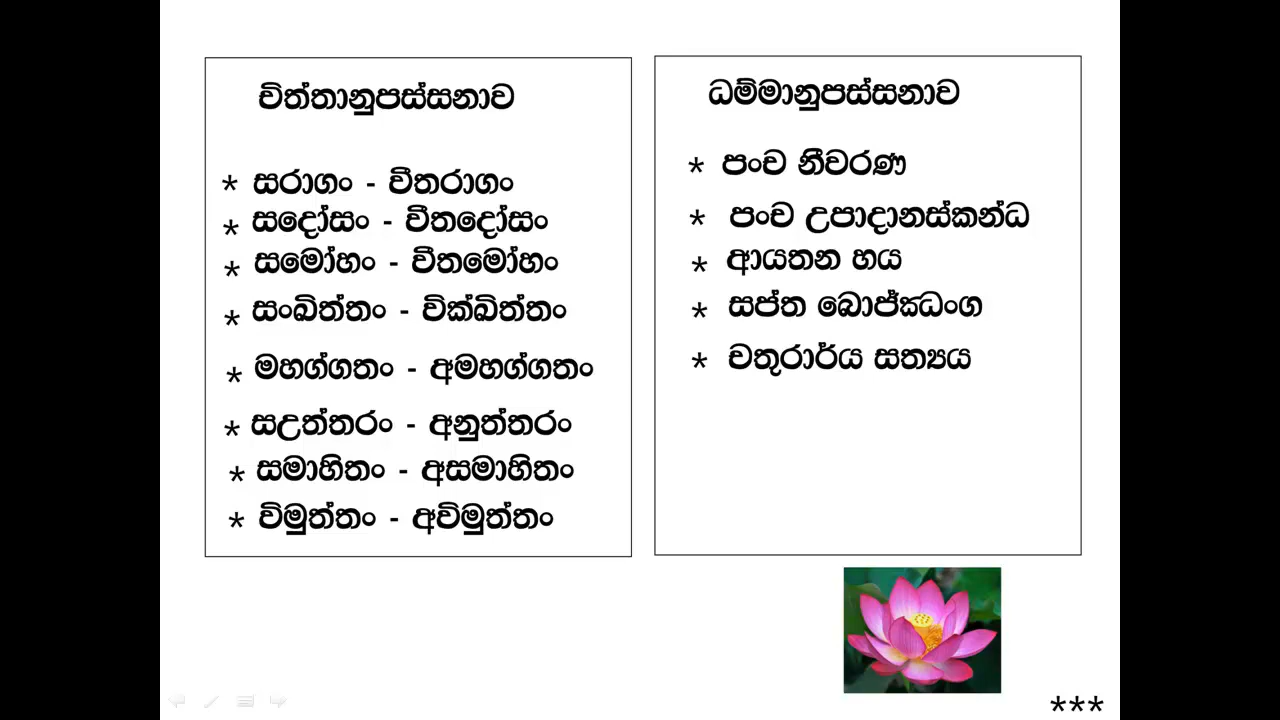 චිත්තානුපස්සනාව
* සරාගං - වීතරාගං
* සදෝසං - වීතදෝසං
* සමෝහං - වීතමෝහං
* සංඛිත්තං - වික්ඛිත්තං
* මහග්ගතං - අමහග්ගතං
* සඋත්තරං - අනුත්තරං
* සමාහිතං - අසමාහිතං
* විමුත්තං - අවිමුත්තං
ධම්මානුපස්සනාව
* පංච නීවරණ
* පංච උපාදානස්කන්ධ
* ආයතන හය
* සප්ත බොජ්ඣධංග
* චතුරාර්ය සත්‍යය
***